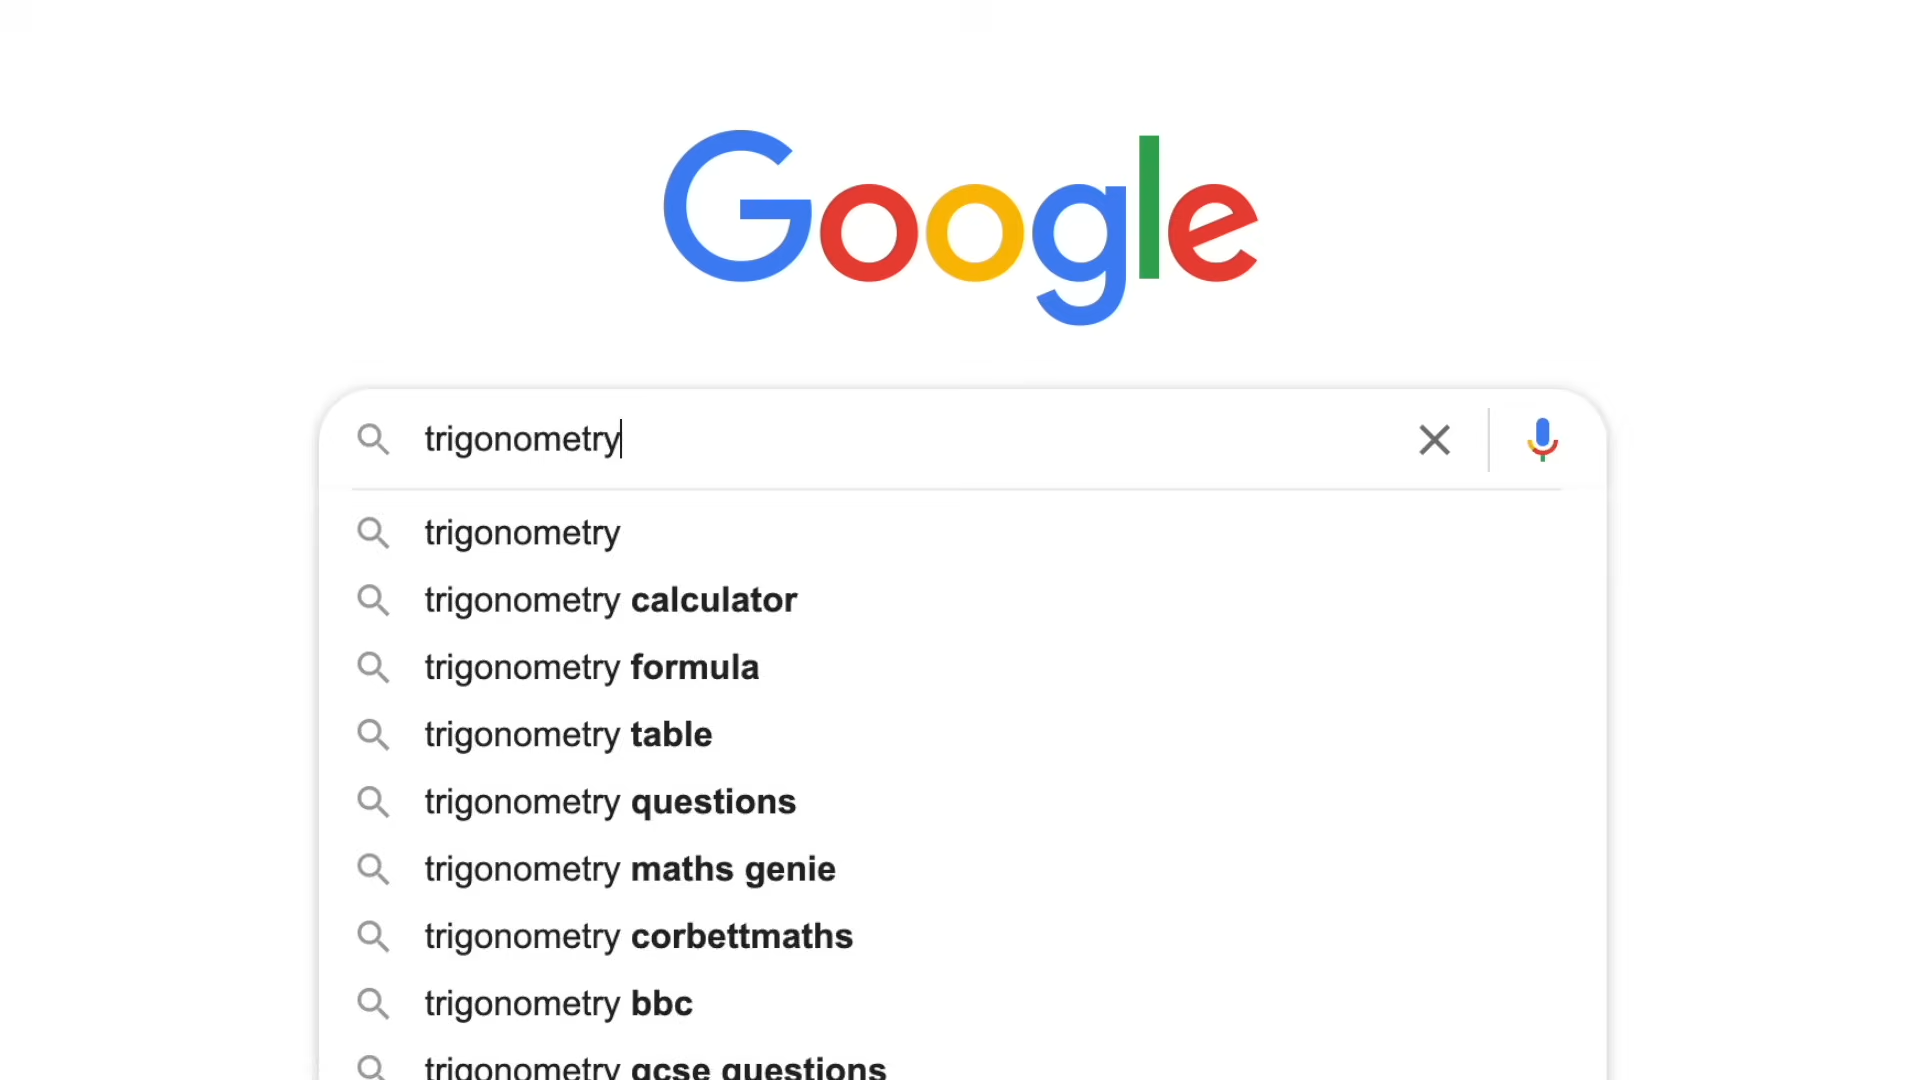 Google
trigonometry
trigonometry
trigonometry calculator
trigonometry formula
trigonometry table
trigonometry questions
trigonometry maths genie
trigonometry corbettmaths
trigonometry bbc
trigonometry gcse questions